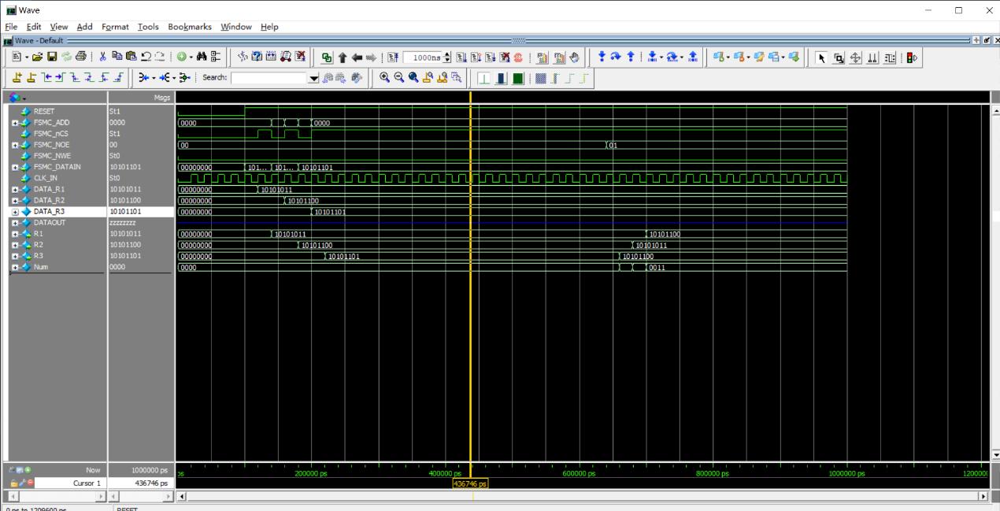 Wave
File Edit View Add Format Tools Bookmarks Window Help
Wave - Default
1000ns
Search:
Msgs
RESET St1
FSMC_ADD 0000 0000 0000
FSMC_nCS St1
FSMC_NOE 00 00 01
FSMC_NWE St0
FSMC_DATAIN 10101101 00000000 101... 101... 10101101
CLK_IN St0
DATA_R1 10101011 00000000 10101011
DATA_R2 10101100 00000000 10101100
DATA_R3 10101101 00000000 10101101
DATAOUT zzzzzzzz
R1 10101011 00000000 10101011 10101100
R2 10101100 00000000 10101100 10101011
R3 10101101 00000000 10101101 10101100
Num 0000 0000 0011
Now 1000000 ps ps 200000 ps 400000 ps 600000 ps 800000 ps 1000000 ps 1200000
Cursor 1 436746 ps 436746 ps
0 ps to 1209600 ps RESET